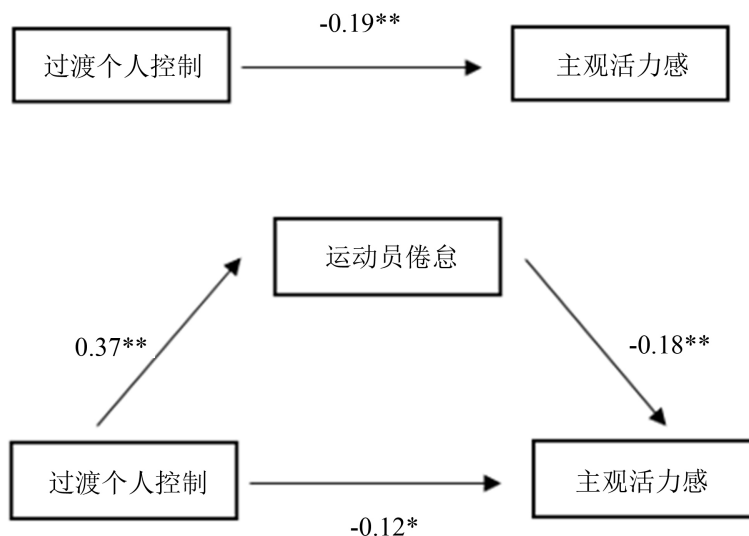 -0.19**
过渡个人控制
主观活力感
运动员倦怠
0.37**
-0.18**
过渡个人控制
主观活力感
-0.12*